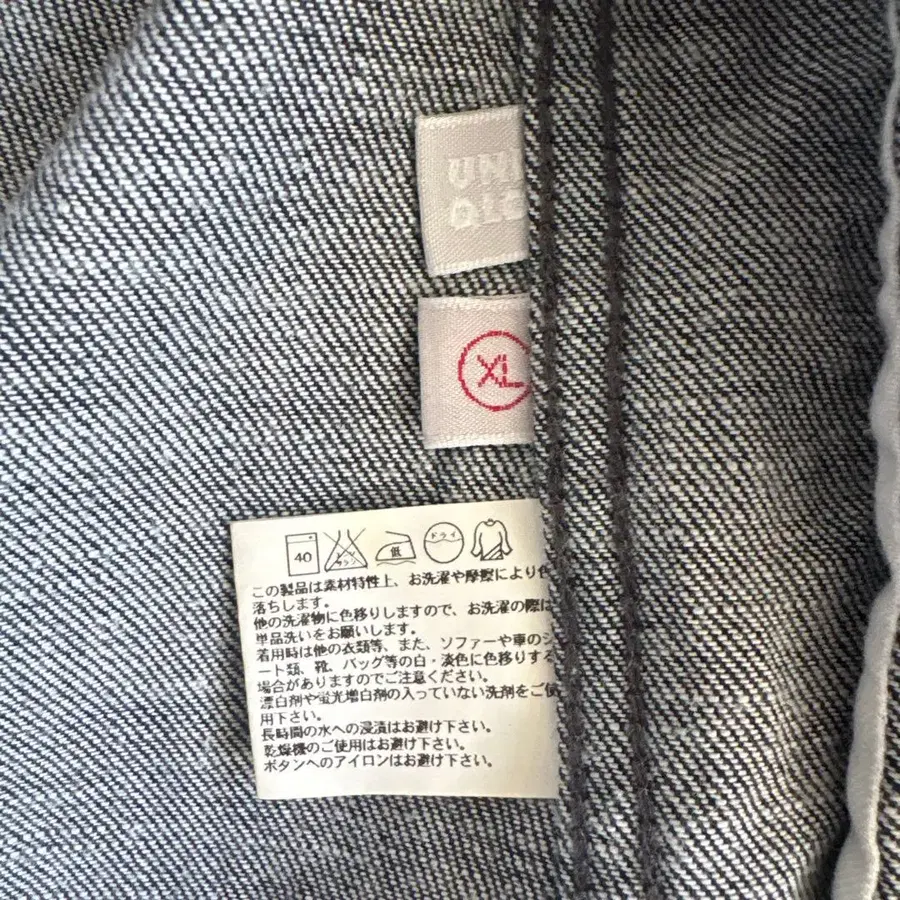 UNI
QLO
XL
40 エンソ サラシ 低 ドライ
この製品は素材特性上、お洗濯や摩擦により色
落ちします。
他の洗濯物に色移りしますので、お洗濯の際は
単品洗いをお願いします。
着用時は他の衣類等、また、ソファーや車のシ
ート類、靴、バッグ等の白・淡色に色移りする
場合がありますのでご注意ください。
漂白剤や蛍光増白剤の入っていない洗剤をご使
用下さい。
長時間の水への浸漬はお避け下さい。
乾燥機のご使用はお避け下さい。
ボタンへのアイロンはお避け下さい。